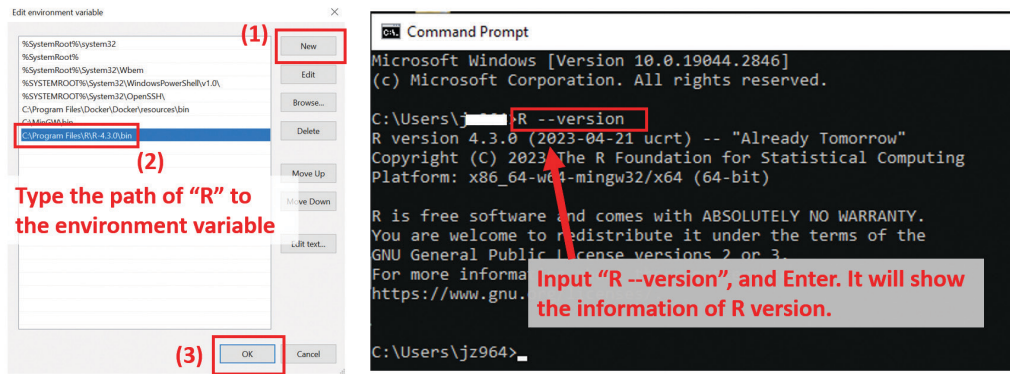 Edit environment variable
(1)
%SystemRoot%\system32
New
%SystemRoot%
%SystemRoot%\System32\Wbem
Edit
%SYSTEMROOT%\System32\WindowsPowerShell\v1.0\
%SYSTEMROOT%\System32\OpenSSH\
Browse...
C:\Program Files\Docker\Docker\resources\bin
C:\MinGW\bin
C:\Program Files\R\R-4.3.0\bin
Delete
(2)
Move Up
Type the path of “R” to
the environment variable
Move Down
Edit text...
(3)
OK
Cancel
Command Prompt
Microsoft Windows [Version 10.0.19044.2846]
(c) Microsoft Corporation. All rights reserved.
C:\Users\j >R --version
R version 4.3.0 (2023-04-21 ucrt) -- "Already Tomorrow"
Copyright (C) 2023 The R Foundation for Statistical Computing
Platform: x86_64-w64-mingw32/x64 (64-bit)
R is free software and comes with ABSOLUTELY NO WARRANTY.
You are welcome to redistribute it under the terms of the
GNU General Public License versions 2 or 3.
For more informa
https://www.gnu.
Input “R --version”, and Enter. It will show
the information of R version.
C:\Users\jz964>_